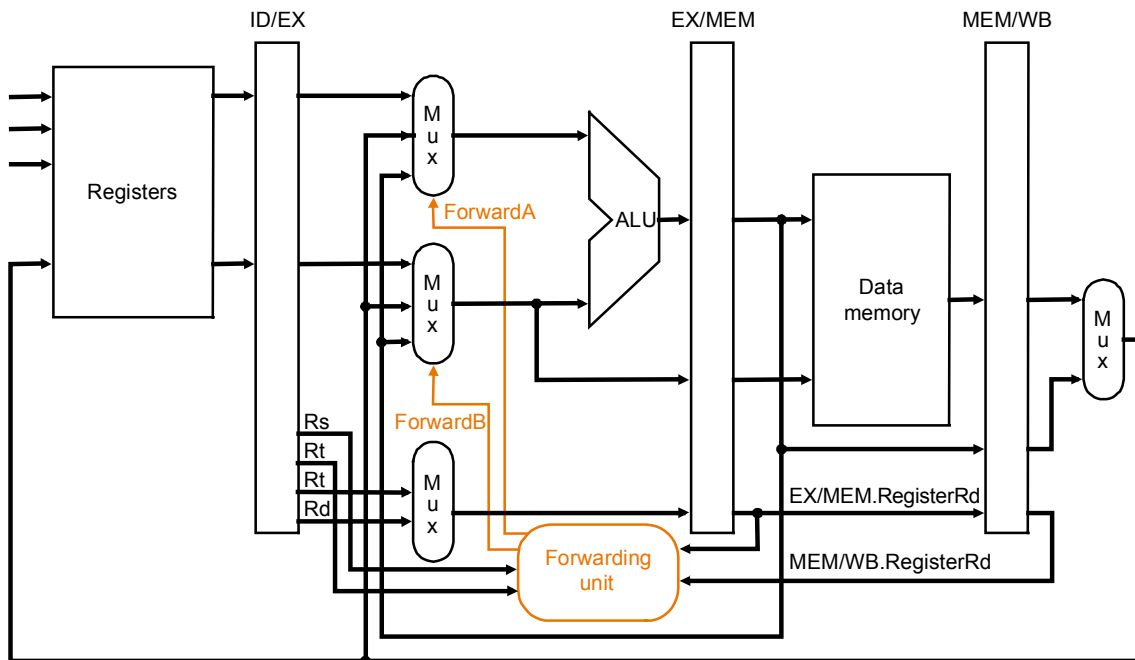 ID/EX
EX/MEM
MEM/WB
Registers
M
u
x
ForwardA
ALU
M
u
x
Data
memory
M
u
x
ForwardB
Rs
Rt
Rt
Rd
M
u
x
EX/MEM.RegisterRd
Forwarding
unit
MEM/WB.RegisterRd